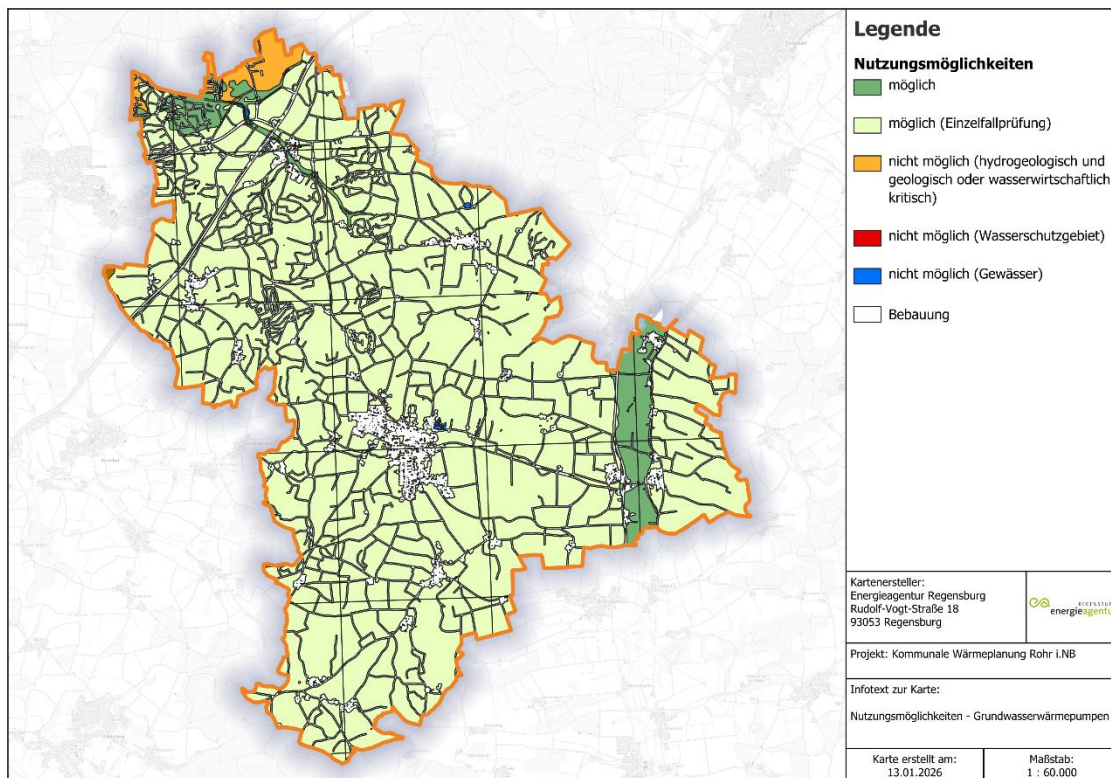 Legende
Nutzungsmöglichkeiten
möglich
möglich (Einzelfallprüfung)
nicht möglich (hydrogeologisch und
geologisch oder wasserwirtschaftlich
kritisch)
nicht möglich (Wasserschutzgebiet)
nicht möglich (Gewässer)
Bebauung
Kartenersteller:
Energieagentur Regensburg
Rudolf-Vogt-Straße 18
93053 Regensburg
energieagentu
Projekt: Kommunale Wärmeplanung Rohr i.NB
Infotext zur Karte:
Nutzungsmöglichkeiten - Grundwasserwärmepumpen
Karte erstellt am:
13.01.2026
Maßstab:
1 : 60.000